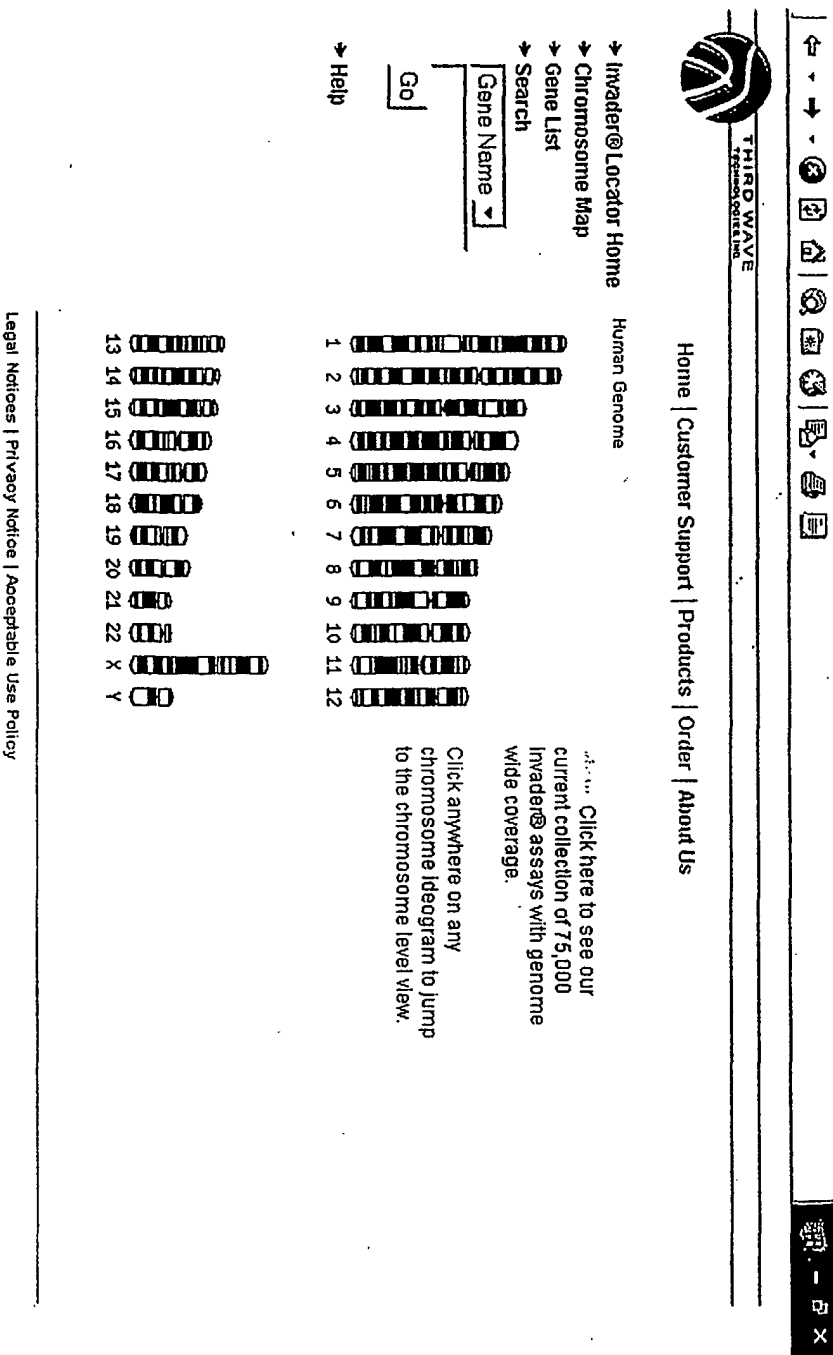 THIRD WAVE
TECHNOLOGIES INC
Home | Customer Support | Products | Order | About Us
Invader® Locator Home
Chromosome Map
Gene List
Search
Gene Name
Go
Help
Human Genome
1 2 3 4 5 6 7 8 9 10 11 12
13 14 15 16 17 18 19 20 21 22 X Y
Click here to see our
current collection of 75,000
Invader® assays with genome
wide coverage.
Click anywhere on any
chromosome ideogram to jump
to the chromosome level view.
Legal Notices | Privacy Notice | Acceptable Use Policy